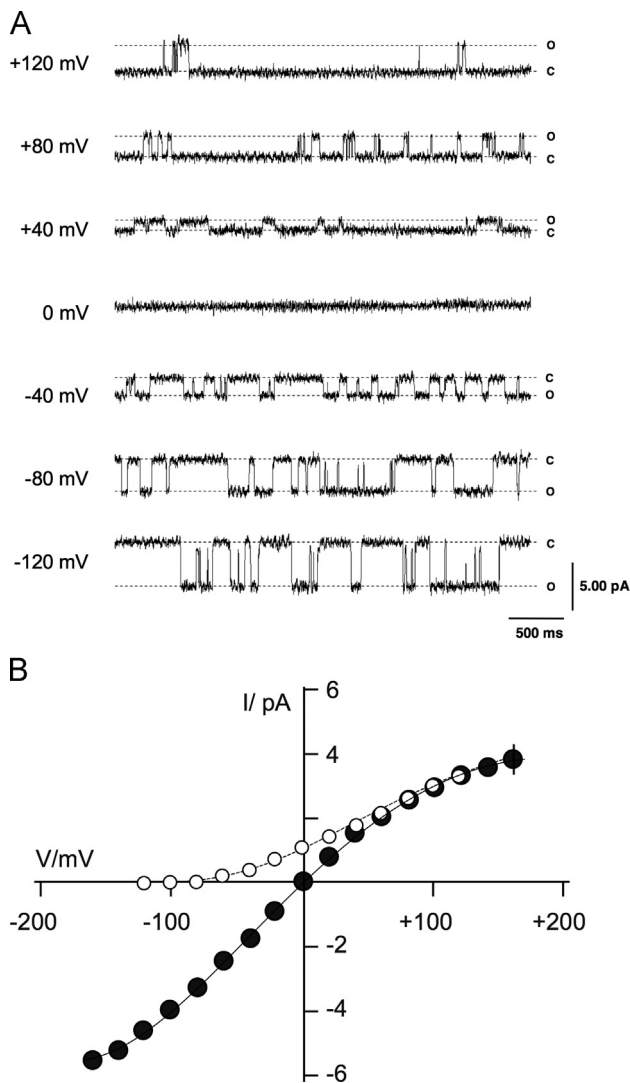 A
+120 mV
o
c
+80 mV
o
c
+40 mV
o
c
0 mV
-40 mV
c
o
-80 mV
c
o
-120 mV
c
o
5.00 pA
500 ms
B
I/ pA
6
4
V/mV
-200
-100
+100
+200
-2
-4
-6